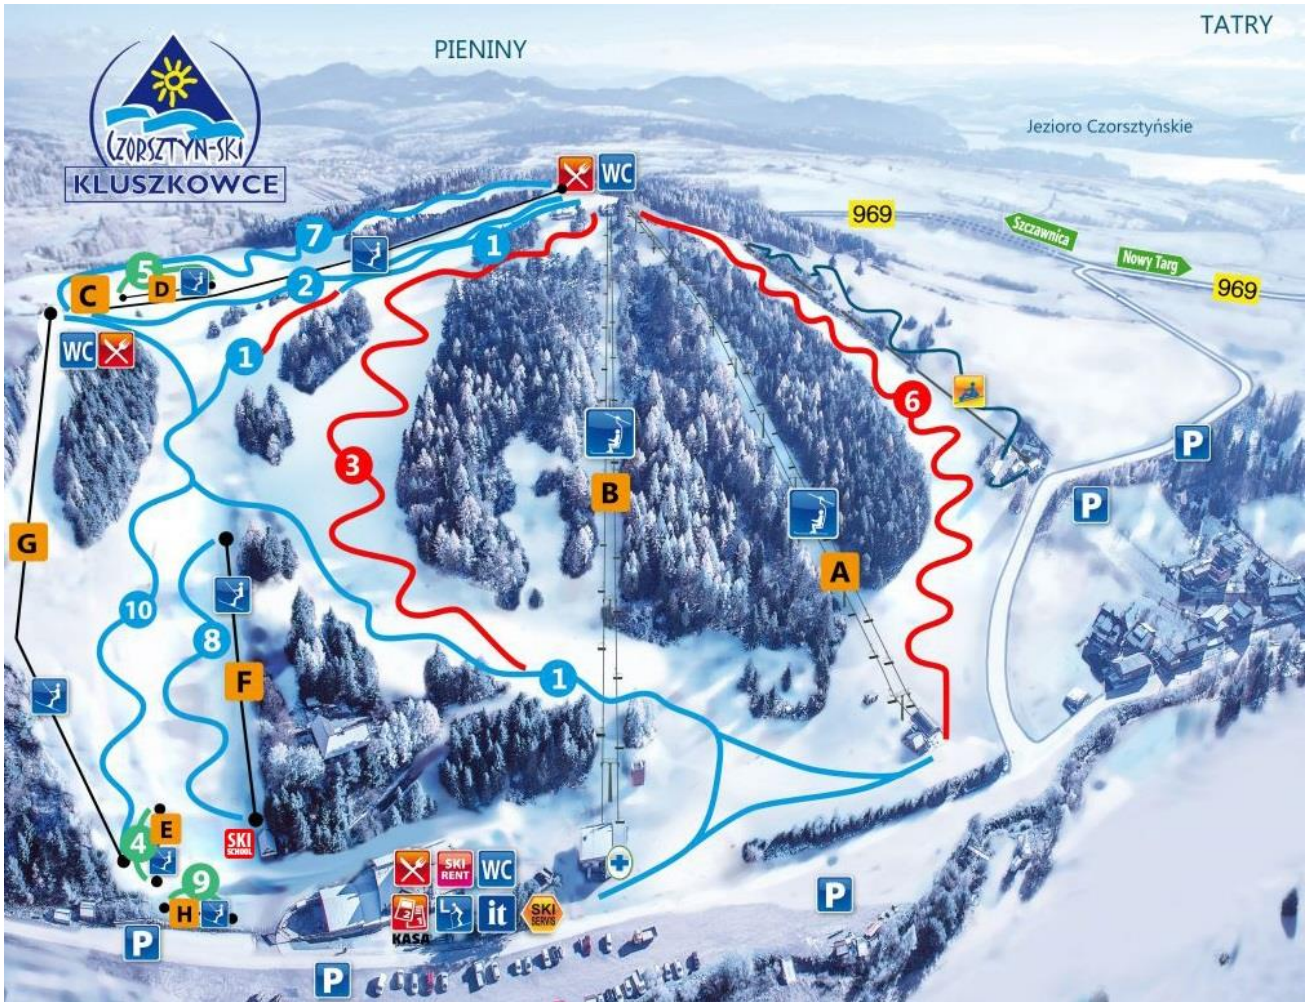 TATRY
PIENINY
Jezioro Czorsztyńskie
CZORSZTYN-SKI
KLUSZKOWCE
WC
969
Szczawnica
Nowy Targ
969
7
1
5
D
C
2
WC
1
6
3
B
P
P
A
G
10
8
F
1
E
4
SKI
SCHOOL
9
H
SKI
RENT
WC
KASA
it
SKI
SERVIS
P
P
P